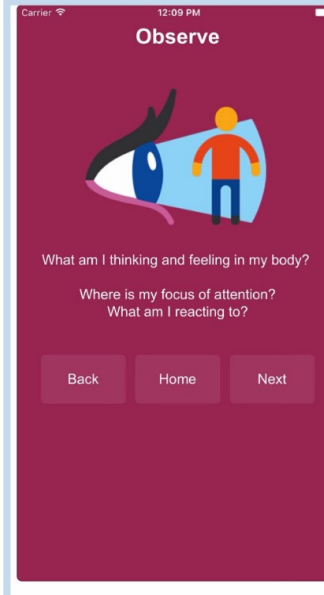 Carrier 12:09 PM
Observe
What am I thinking and feeling in my body?
Where is my focus of attention?
What am I reacting to?
Back Home Next